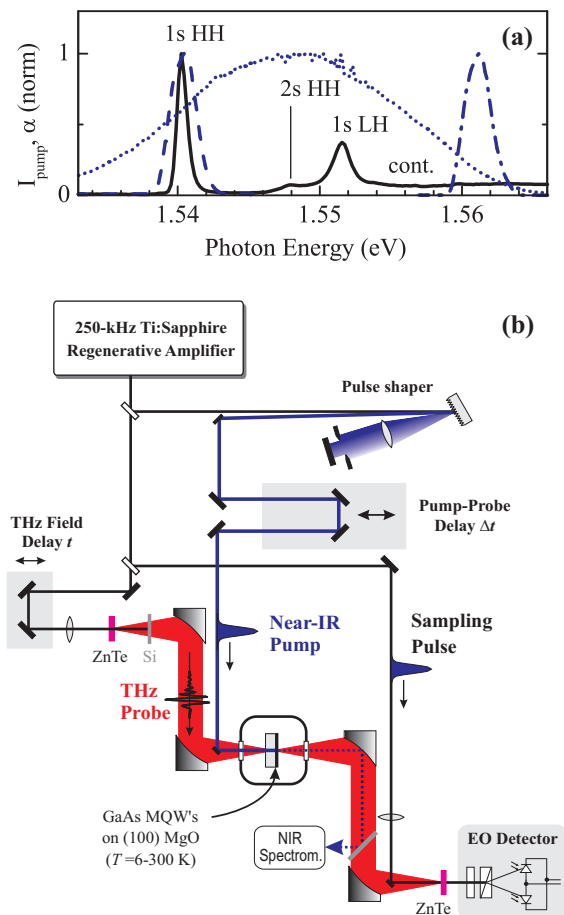 (a)
1s HH
2s HH
1s LH
cont.
1
0
I pump, α (norm)
1.54
1.55
1.56
Photon Energy (eV)
(b)
250-kHz Ti:Sapphire
Regenerative Amplifier
Pulse shaper
THz Field
Delay t
Pump-Probe
Delay Δt
ZnTe
Si
Near-IR
Pump
Sampling
Pulse
THz
Probe
GaAs MQW's
on (100) MgO
(T =6-300 K)
NIR
Spectrom.
EO Detector
ZnTe